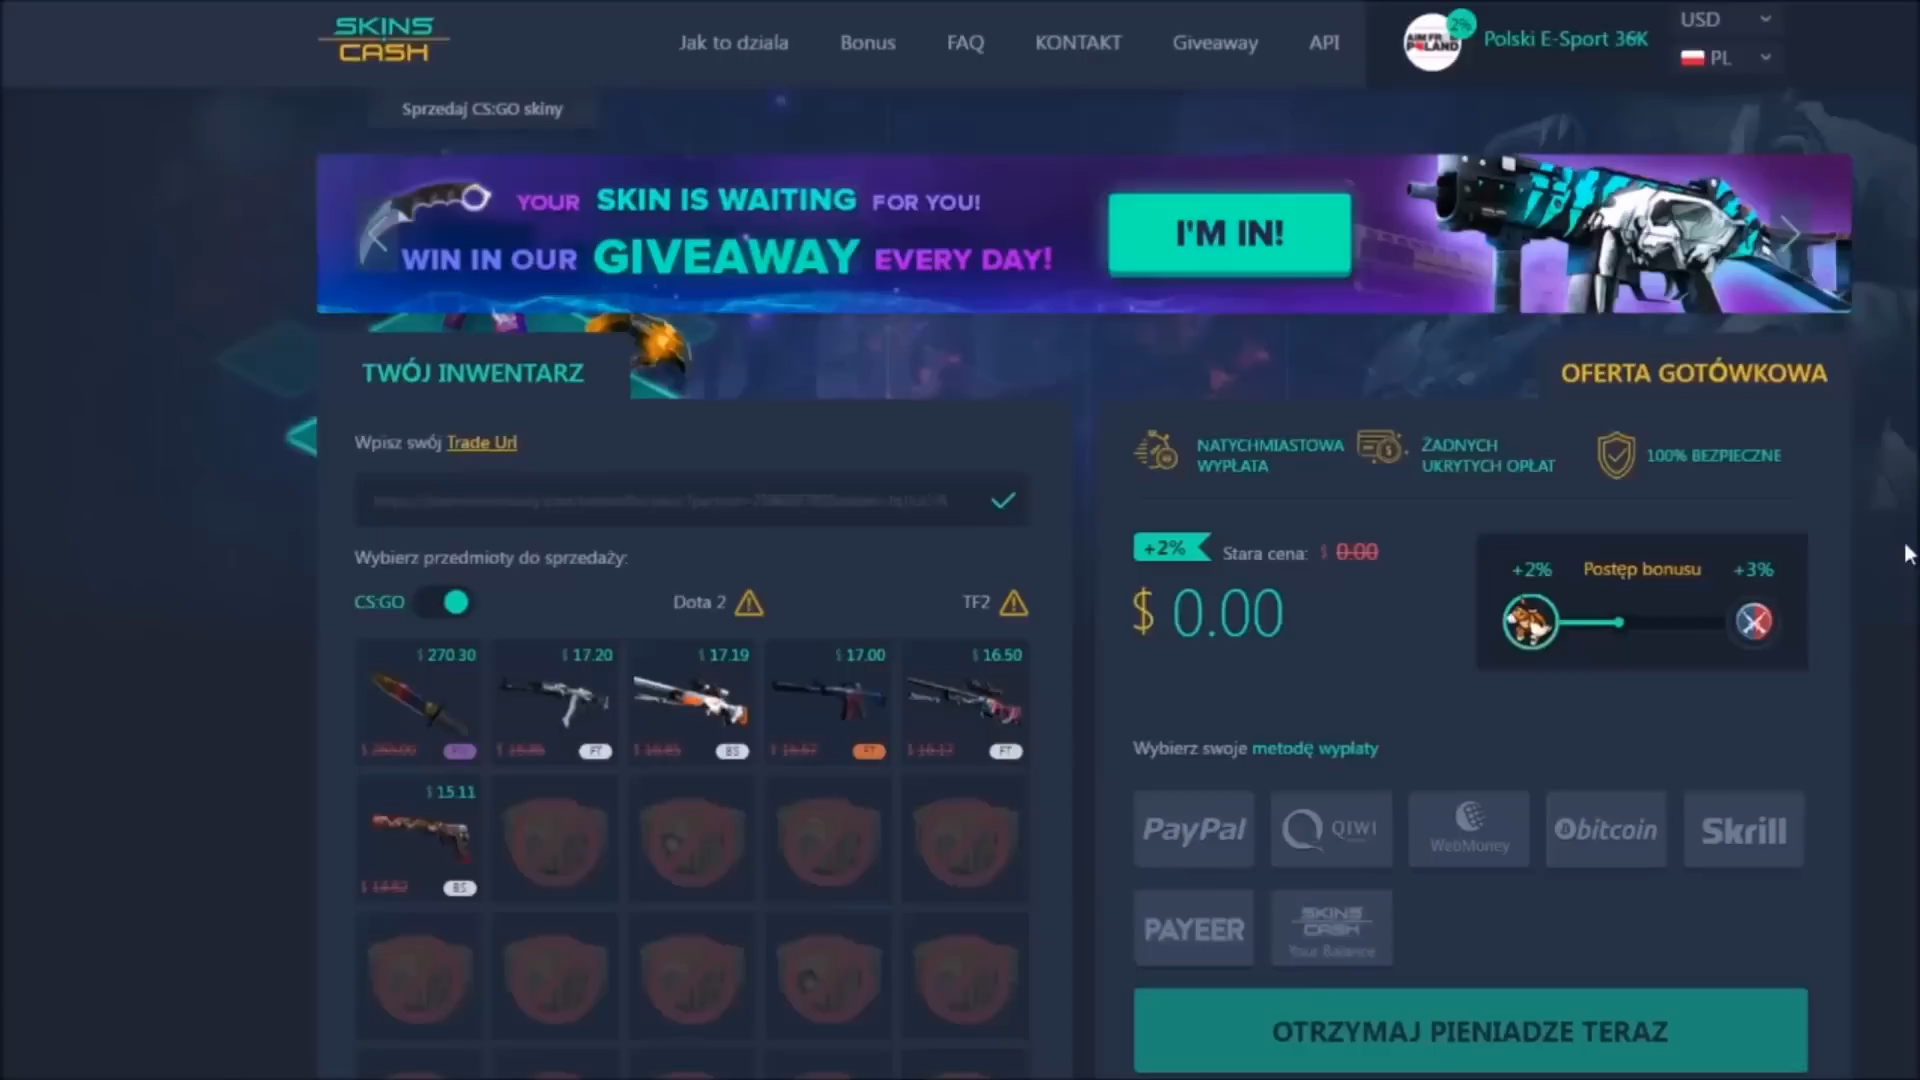 SKINS
CASH
Jak to dziala
Bonus
FAQ
KONTAKT
Giveaway
API
2%
Polski E-Sport 36K
USD
PL
Sprzedaj CS:GO skiny
YOUR SKIN IS WAITING FOR YOU!
WIN IN OUR GIVEAWAY EVERY DAY!
I'M IN!
TWÓJ INWENTARZ
OFERTA GOTÓWKOWA
Wpisz swój Trade Url
NATYCHMIASTOWA
WYPŁATA
ŻADNYCH
UKRYTYCH OPŁAT
100% BEZPIECZNE
Wybierz przedmioty do sprzedaży:
CS:GO
Dota 2
TF2
+2%
Stara cena: $ 0.00
$ 0.00
+2%
Postęp bonusu
+3%
$ 270.30
$ 17.20
$ 17.19
$ 17.00
$ 16.50
FT
BS
FT
FT
$ 15.11
BS
Wybierz swoje metodę wypłaty
PayPal
QIWI
WebMoney
bitcoin
Skrill
PAYEER
SKINS
CASH
Your Balance
OTRZYMAJ PIENIADZE TERAZ